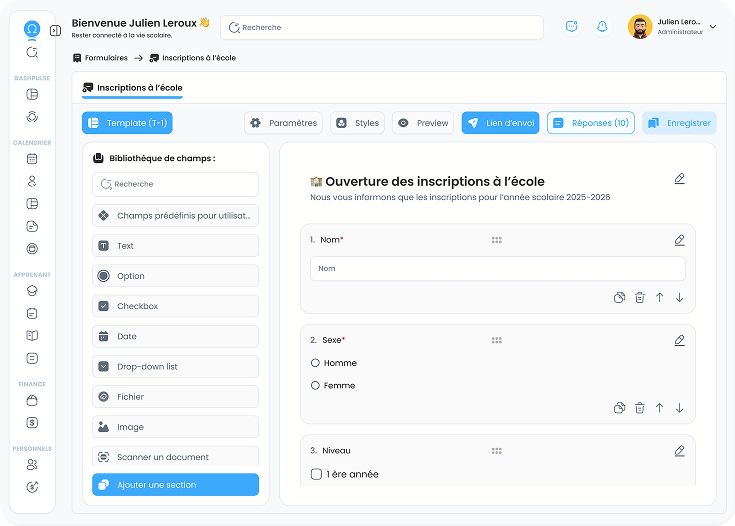 Bienvenue Julien Leroux 👋
Rester connecté à la vie scolaire.
Recherche
Julien Lero...
Administrateur
Formulaires → Inscriptions à l'école
Inscriptions à l'école
Template (T-1)
Paramétres
Styles
Preview
Lien d'envoi
Réponses (10)
Enregistrer
DASHPULSE
CALENDRIER
APPRENANT
FINANCE
PERSONNELS
Bibliothèque de champs :
Recherche
Champs prédéfinis pour utilisat...
Text
Option
Checkbox
Date
Drop-down list
Fichier
Image
Scanner un document
Ajouter une section
🏫 Ouverture des inscriptions à l'école
Nous vous informons que les inscriptions pour l'année scolaire 2025-2026
1. Nom*
Nom
2. Sexe*
Homme
Femme
3. Niveau
1 ère année